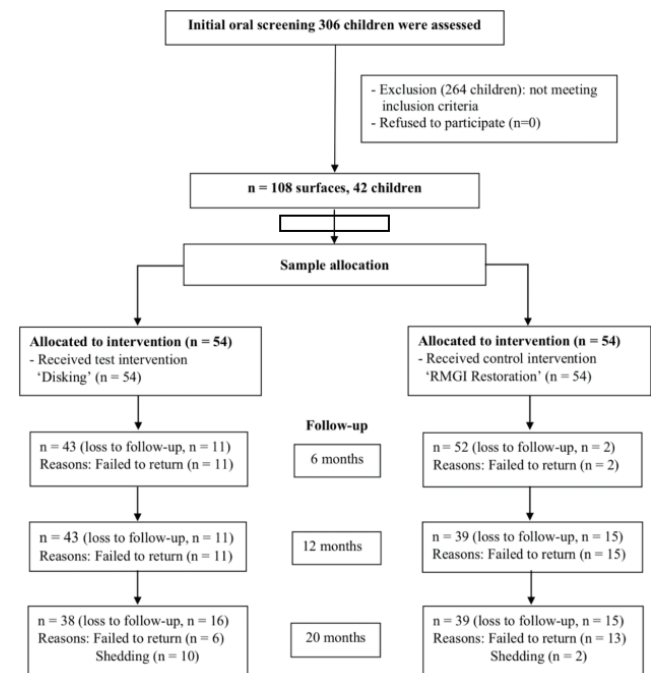 Initial oral screening 306 children were assessed
- Exclusion (264 children): not meeting
inclusion criteria
- Refused to participate (n=0)
n = 108 surfaces, 42 children
Sample allocation
Allocated to intervention (n = 54)
- Received test intervention
‘Disking’ (n = 54)
Allocated to intervention (n = 54)
- Received control intervention
‘RMGI Restoration’ (n = 54)
Follow-up
n = 43 (loss to follow-up, n = 11)
Reasons: Failed to return (n = 11)
6 months
n = 52 (loss to follow-up, n = 2)
Reasons: Failed to return (n = 2)
n = 43 (loss to follow-up, n = 11)
Reasons: Failed to return (n = 11)
12 months
n = 39 (loss to follow-up, n = 15)
Reasons: Failed to return (n = 15)
n = 38 (loss to follow-up, n = 16)
Reasons: Failed to return (n = 6)
Shedding (n = 10)
20 months
n = 39 (loss to follow-up, n = 15)
Reasons: Failed to return (n = 13)
Shedding (n = 2)